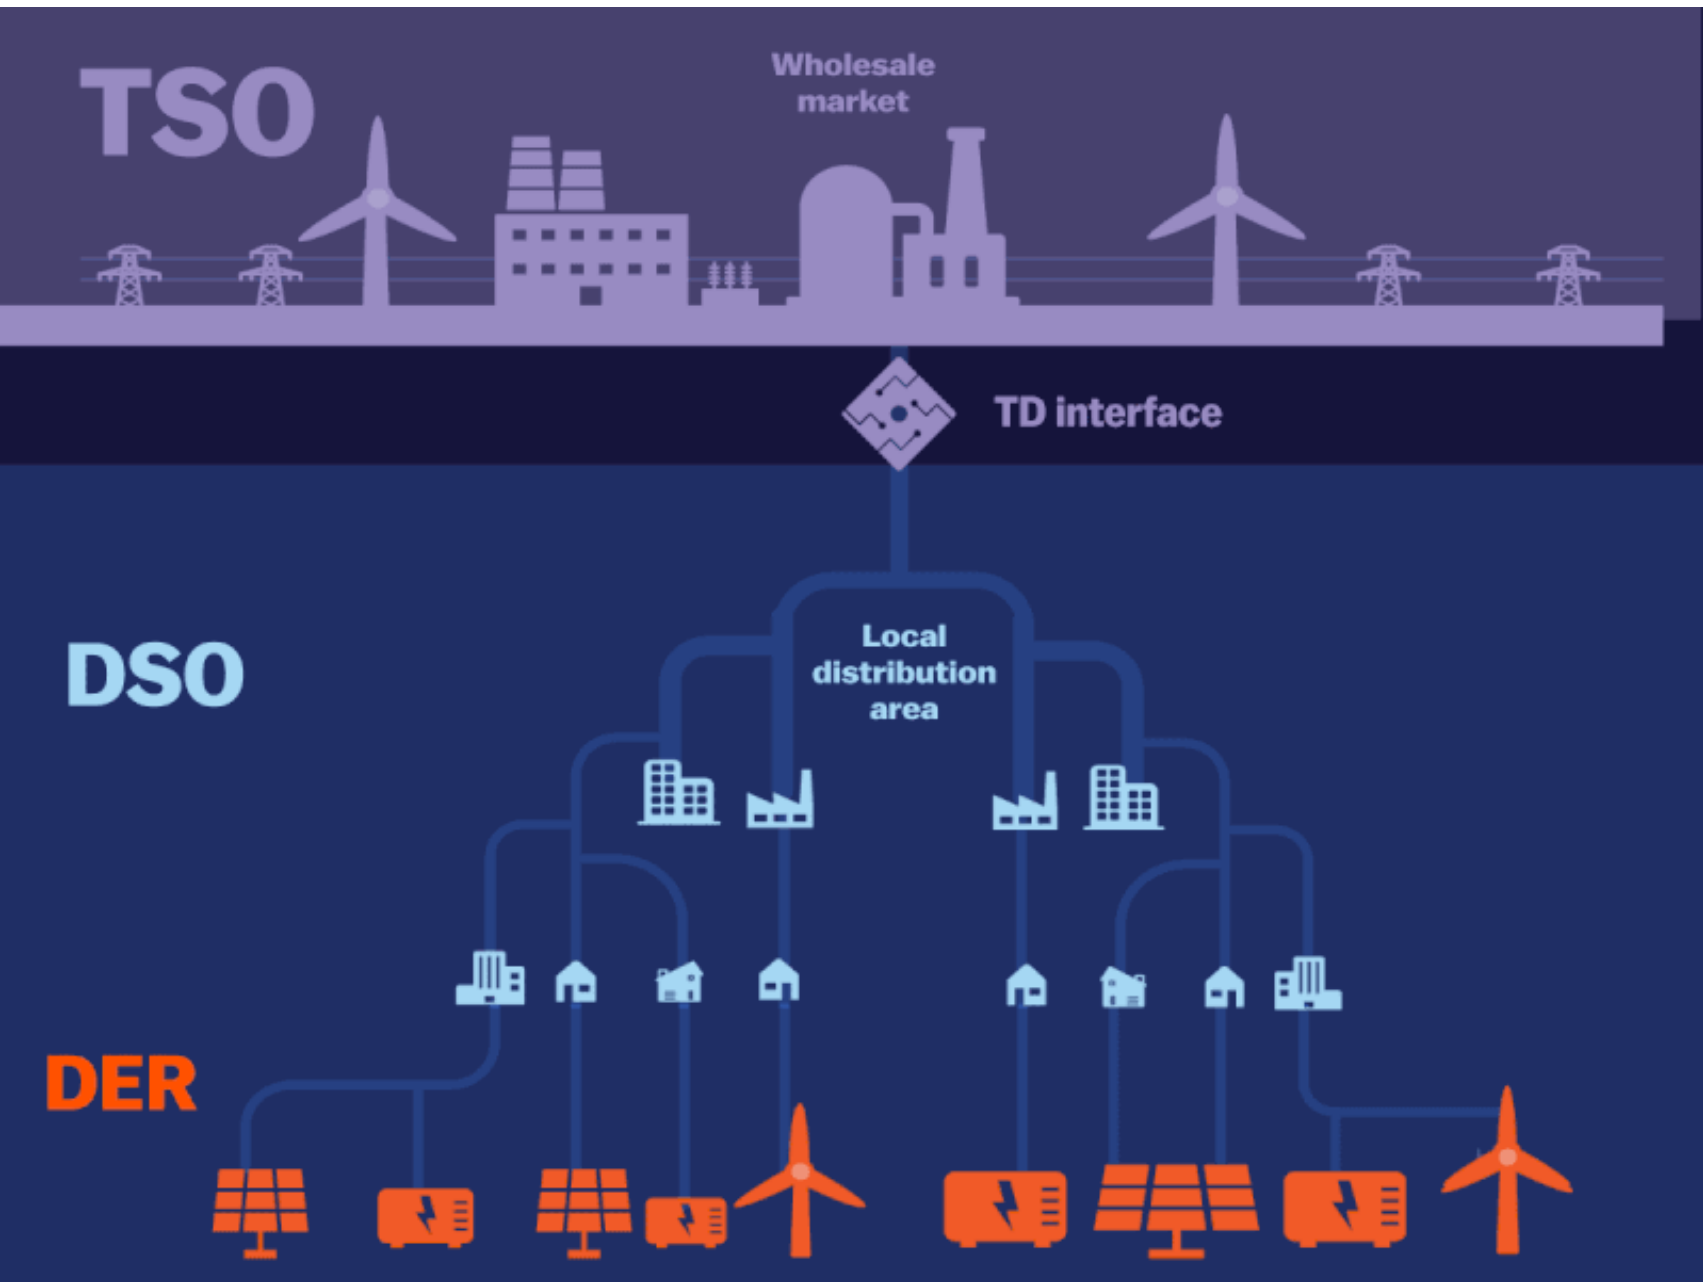 TSO
Wholesale
market
TD interface
DSO
Local
distribution
area
DER